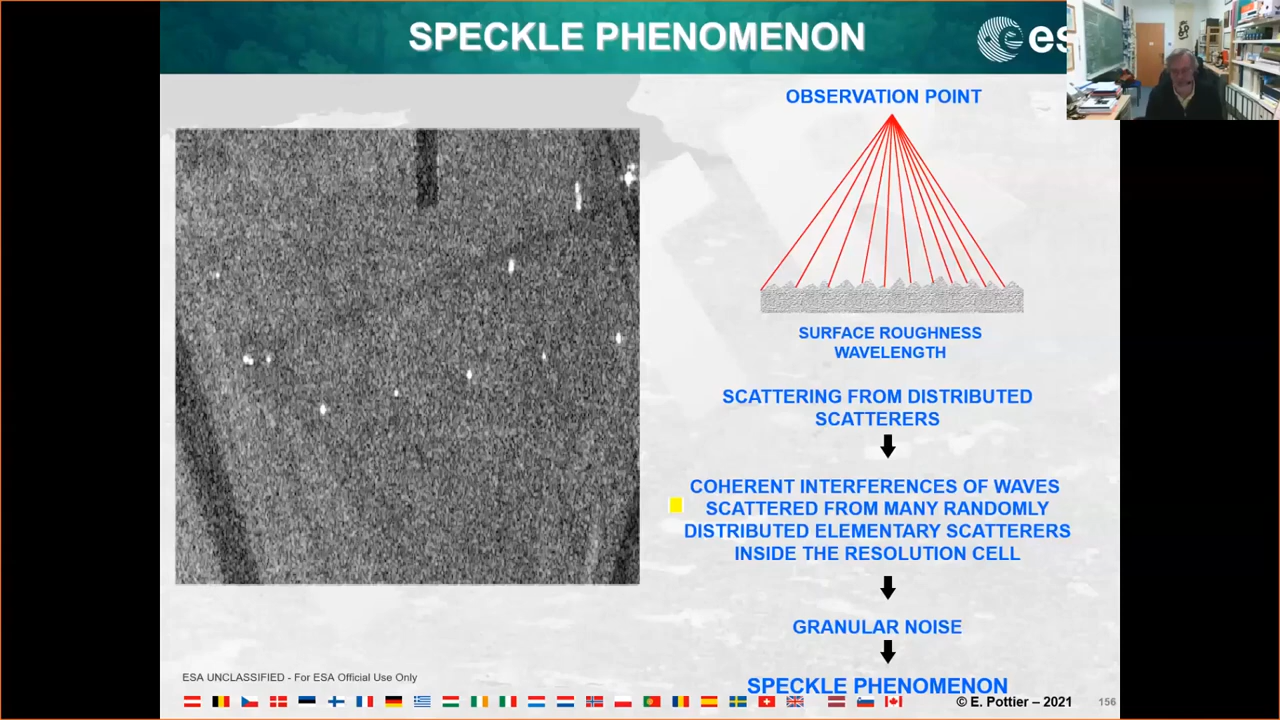 SPECKLE PHENOMENON
esa
OBSERVATION POINT
SURFACE ROUGHNESS
WAVELENGTH
SCATTERING FROM DISTRIBUTED
SCATTERERS
COHERENT INTERFERENCES OF WAVES
SCATTERED FROM MANY RANDOMLY
DISTRIBUTED ELEMENTARY SCATTERERS
INSIDE THE RESOLUTION CELL
GRANULAR NOISE
SPECKLE PHENOMENON
ESA UNCLASSIFIED - For ESA Official Use Only
© E. Pottier – 2021
156